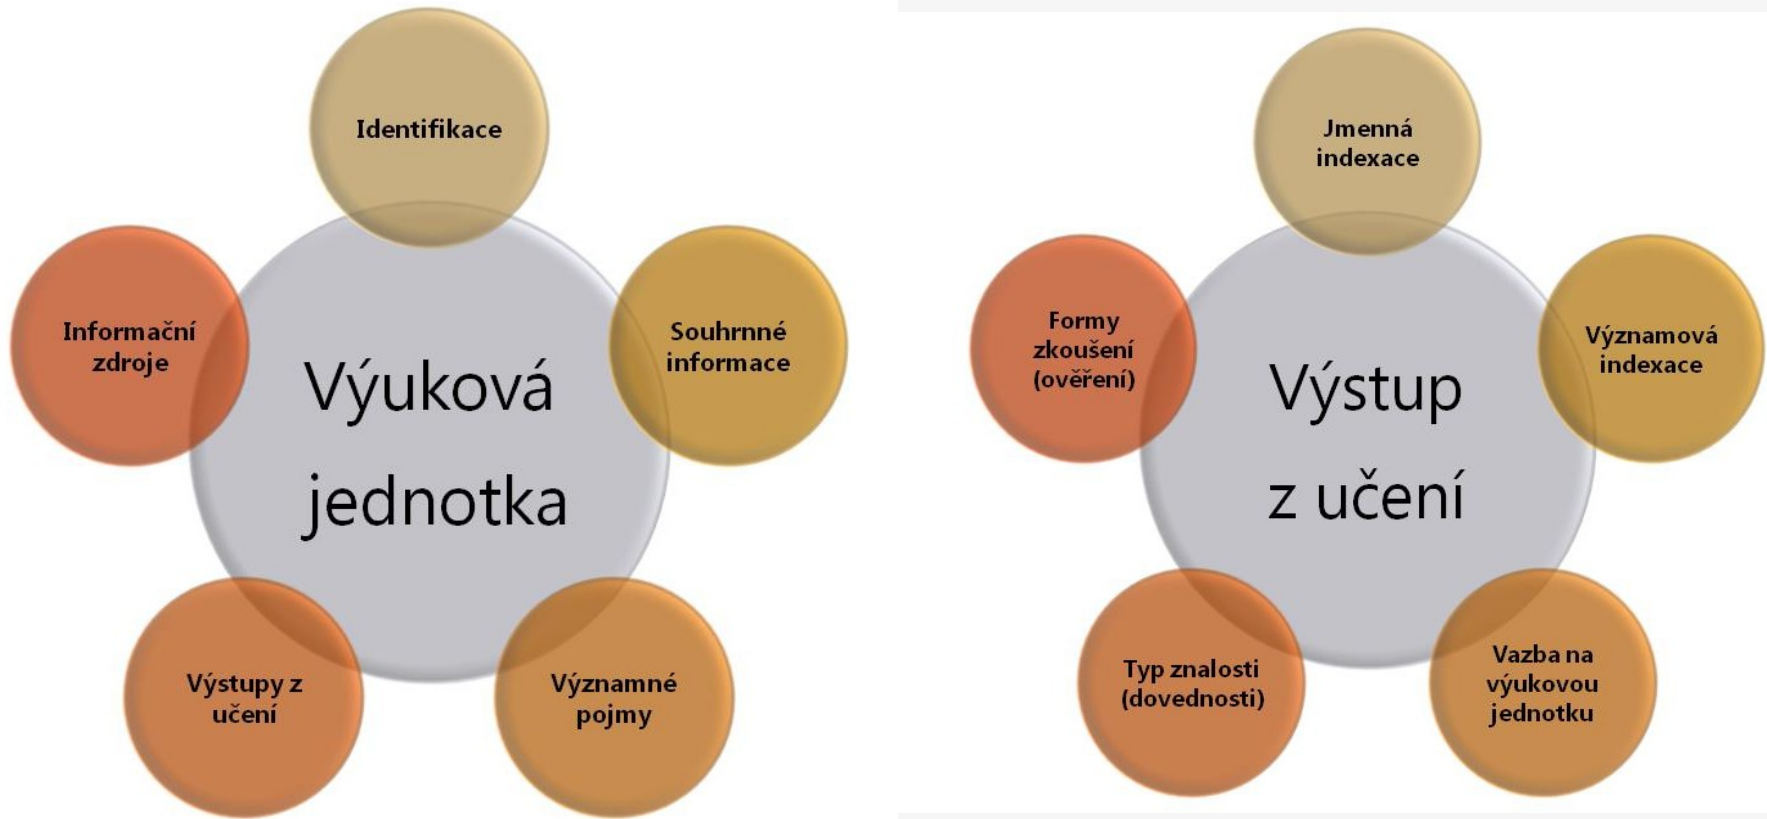 Identifikace
Informační
zdroje
Souhrnné
informace
Výuková
jednotka
Výstupy z
učení
Významné
pojmy
Jmenná
indexace
Formy
zkoušení
(ověření)
Významová
indexace
Výstup
z učení
Typ znalosti
(dovednosti)
Vazba na
výukovou
jednotku